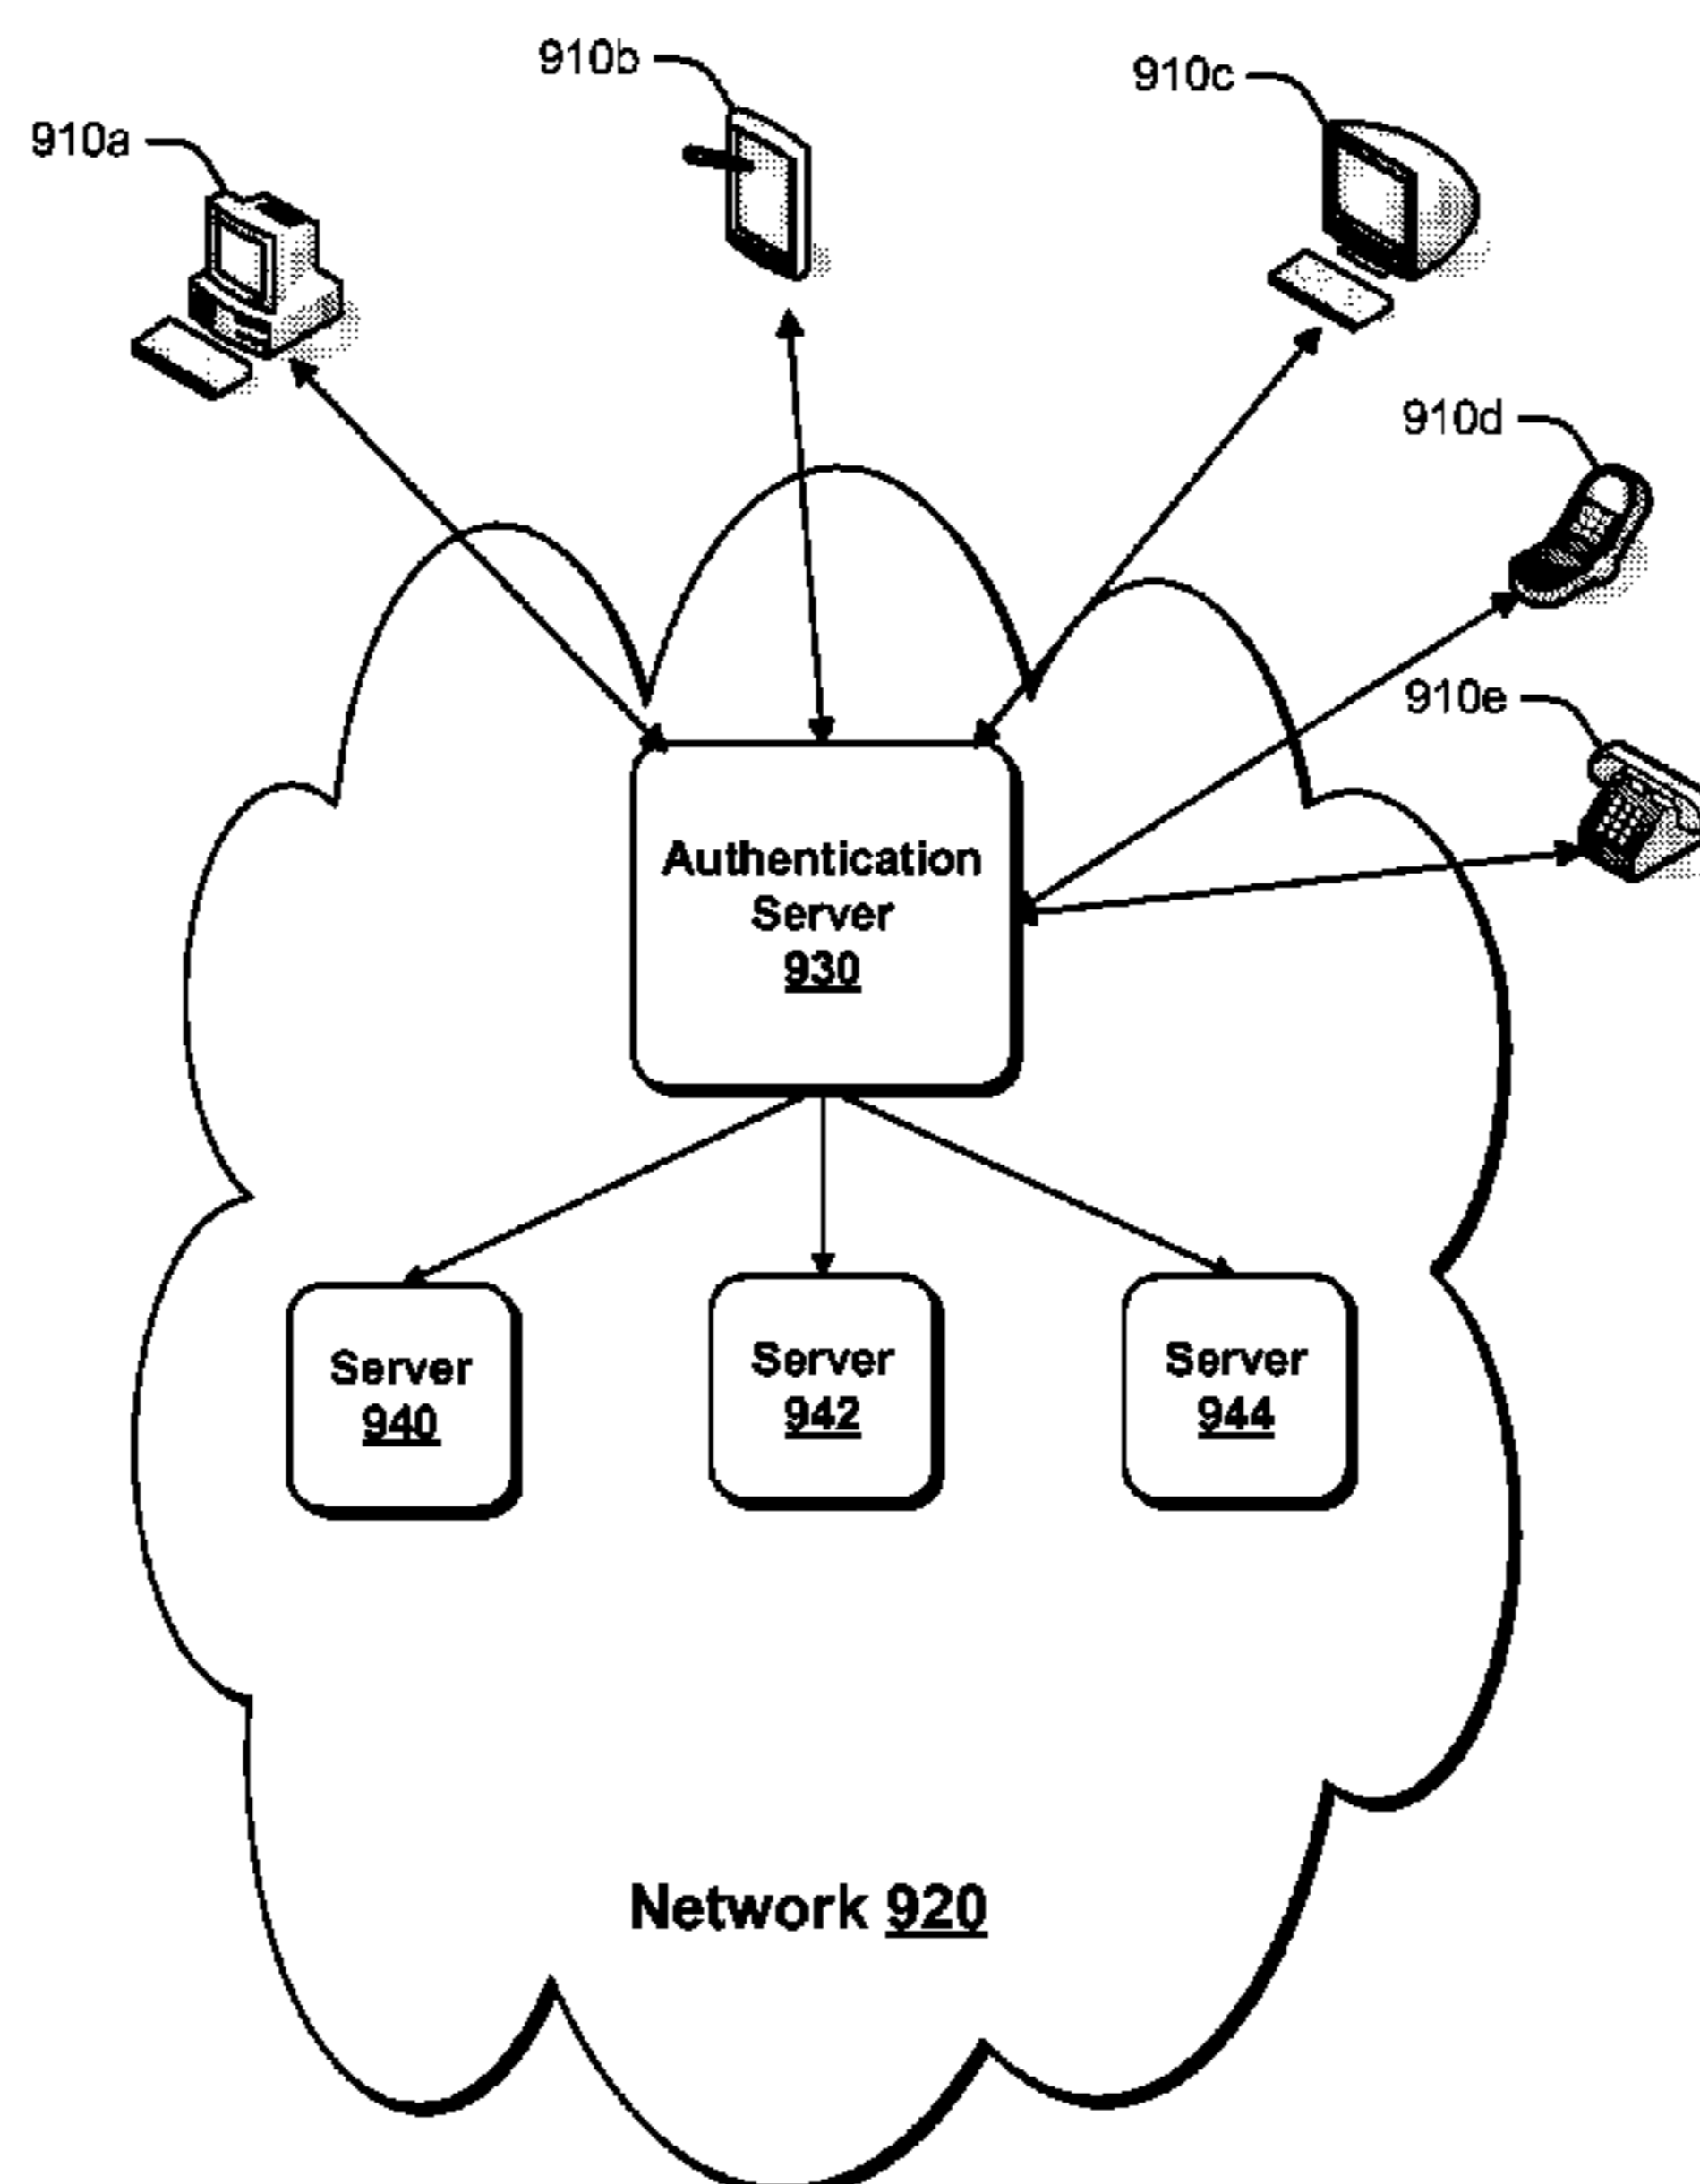 910b
910c
910a
910d
910e
Authentication
Server
930
Server
940
Server
942
Server
944
Network 920